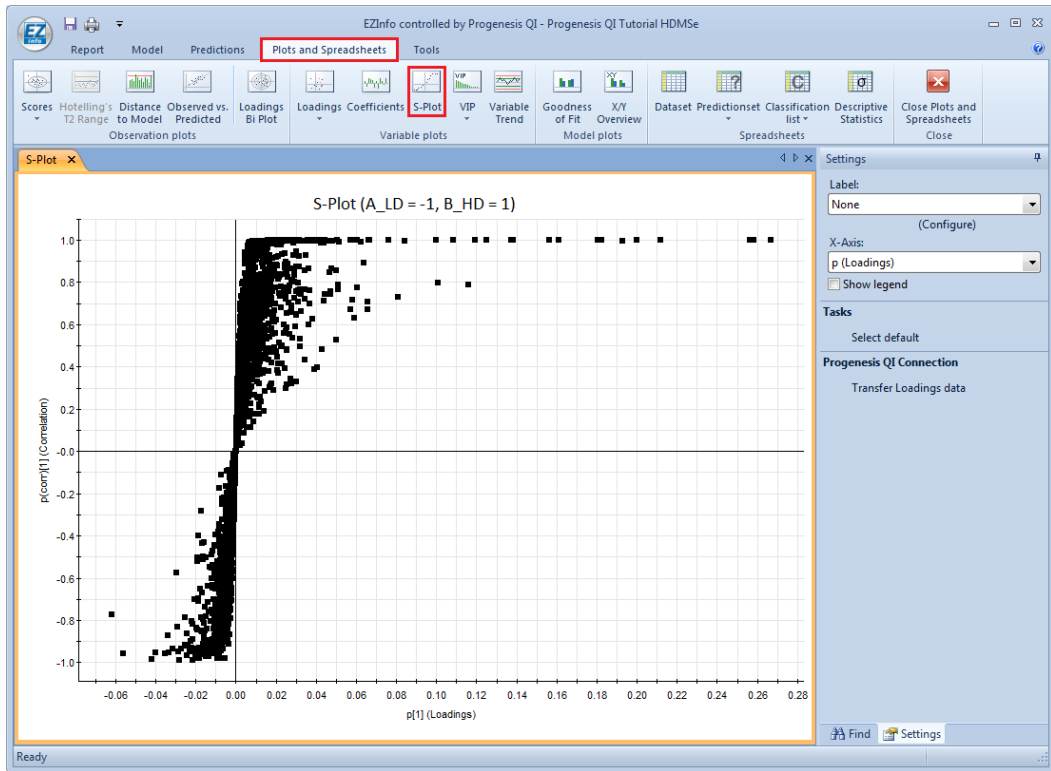 EZ
info
EZInfo controlled by Progenesis QI - Progenesis QI Tutorial HDMSe
Report Model Predictions Plots and Spreadsheets Tools
Scores Hotelling's T2 Range Distance to Model Observed vs. Predicted Loadings Bi Plot Loadings Coefficients S-Plot VIP Variable Trend Goodness of Fit X/Y Overview Dataset Predictionset Classification list Descriptive Statistics Close Plots and Spreadsheets
Observation plots Variable plots Model plots Spreadsheets Close
S-Plot
S-Plot (A_LD = -1, B_HD = 1)
p(corr)[1] (Correlation)
1.0
0.8
0.6
0.4
0.2
-0.0
-0.2
-0.4
-0.6
-0.8
-1.0
-0.06 -0.04 -0.02 0.00 0.02 0.04 0.06 0.08 0.10 0.12 0.14 0.16 0.18 0.20 0.22 0.24 0.26 0.28
p[1] (Loadings)
Settings
Label:
None
(Configure)
X-Axis:
p (Loadings)
Show legend
Tasks
Select default
Progenesis QI Connection
Transfer Loadings data
Find Settings
Ready